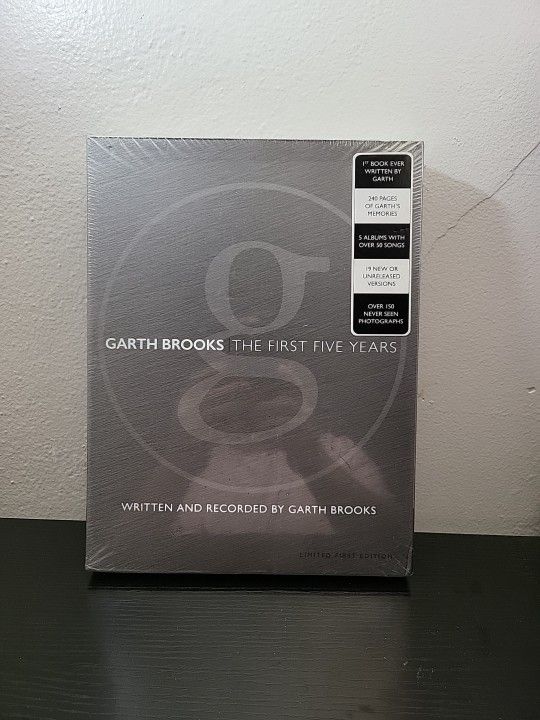 1ST BOOK EVER
WRITTEN BY
GARTH
240 PAGES
OF GARTH'S
MEMORIES
5 ALBUMS WITH
OVER 50 SONGS
19 NEW OR
UNRELEASED
VERSIONS
OVER 150
NEVER SEEN
PHOTOGRAPHS
g
GARTH BROOKS | THE FIRST FIVE YEARS
WRITTEN AND RECORDED BY GARTH BROOKS
LIMITED FIRST EDITION